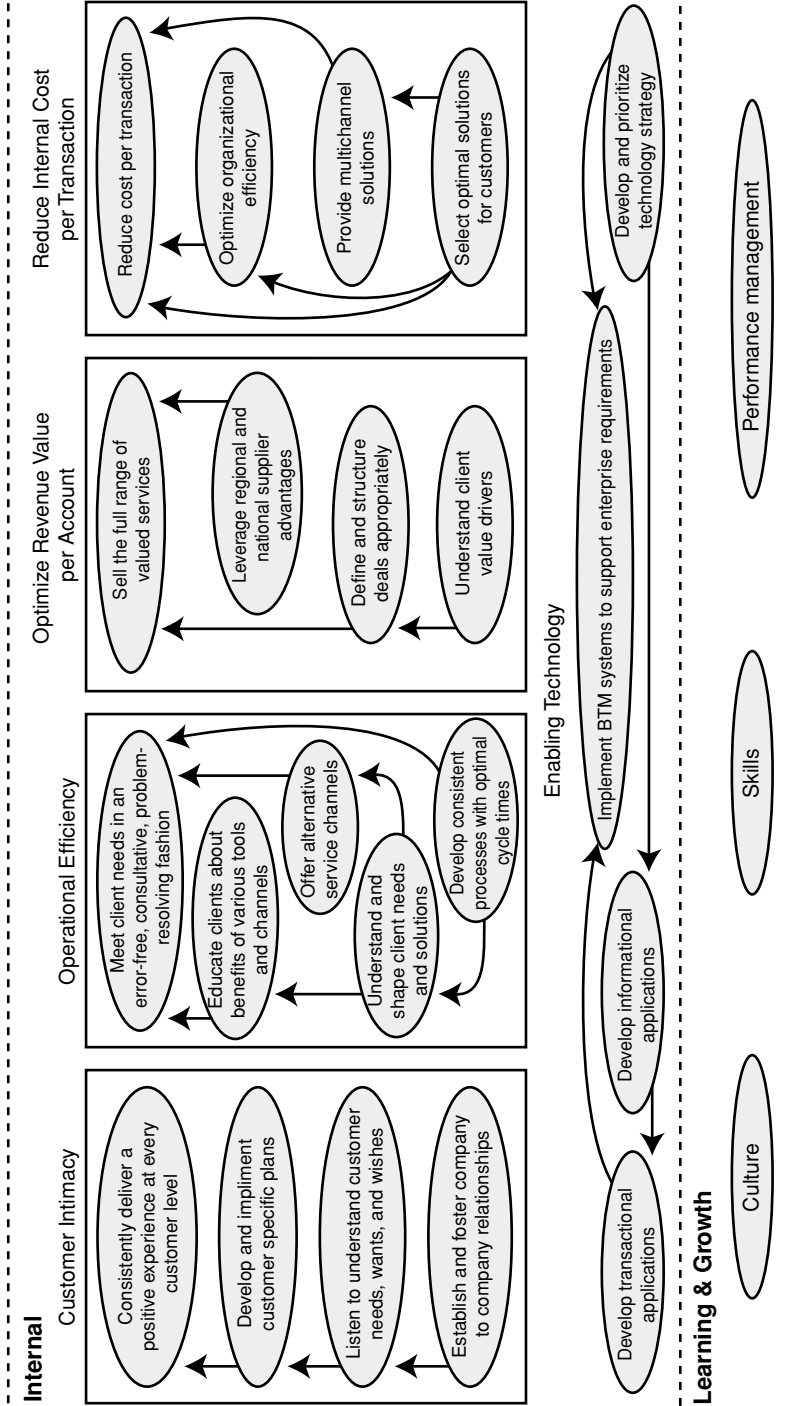 Internal
Customer Intimacy
Consistently deliver a
positive experience at every
customer level
Develop and impliment
customer specific plans
Listen to understand customer
needs, wants, and wishes
Establish and foster company
to company relationships
Operational Efficiency
Meet client needs in an
error-free, consultative, problem-
resolving fashion
Educate clients about
benefits of various tools
and channels
Offer alternative
service channels
Understand and
shape client needs
and solutions
Develop consistent
processes with optimal
cycle times
Optimize Revenue Value
per Account
Sell the full range of
valued services
Leverage regional and
national supplier
advantages
Define and structure
deals appropriately
Understand client
value drivers
Reduce Internal Cost
per Transaction
Reduce cost per transaction
Optimize organizational
efficiency
Provide multichannel
solutions
Select optimal solutions
for customers
Enabling Technology
Implement BTM systems to support enterprise requirements
Develop transactional
applications
Develop informational
applications
Develop and prioritize
technology strategy
Learning & Growth
Culture
Skills
Performance management